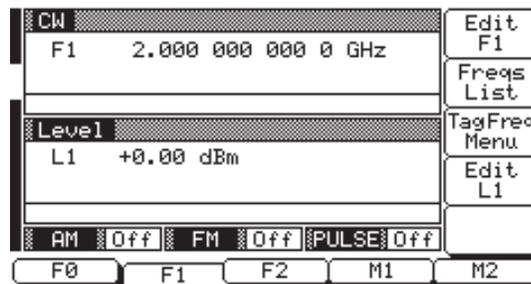 CW
F1 2.000 000 000 0 GHz
Level
L1 +0.00 dBm
AM Off FM Off PULSE Off
F0 F1 F2 M1 M2
Edit
F1
Freqs
List
TagFreq
Menu
Edit
L1